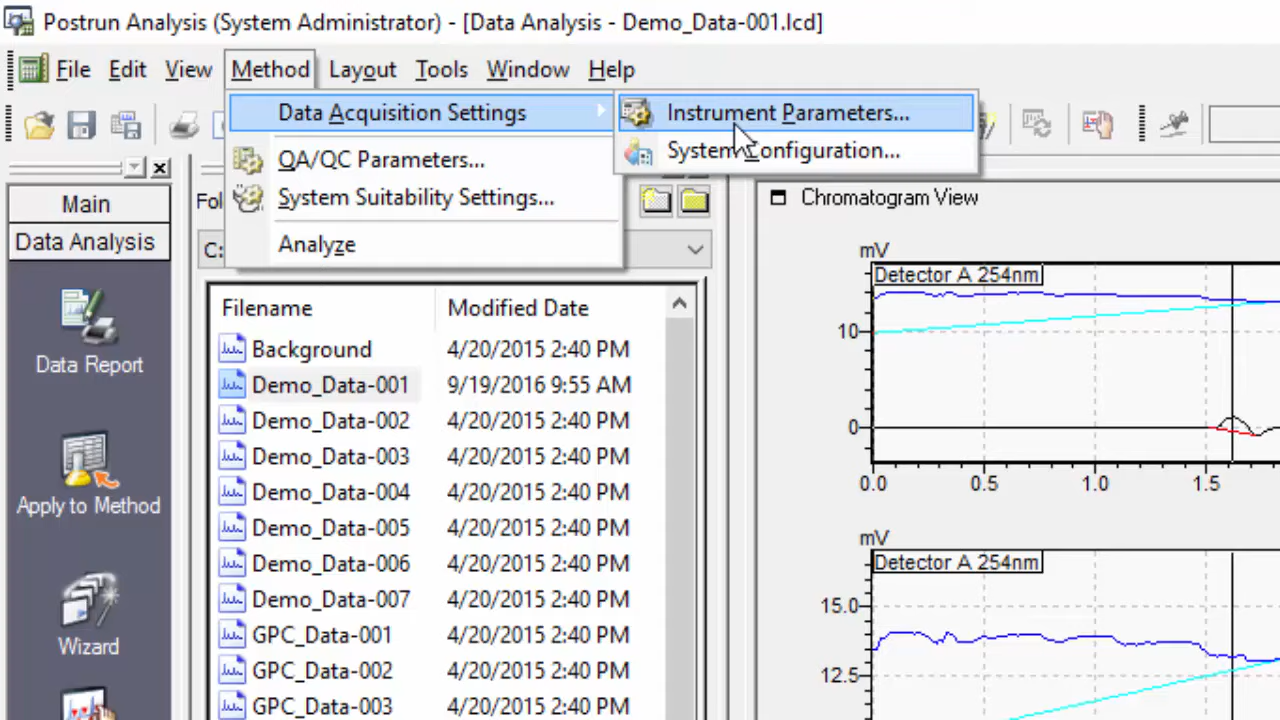 Postrun Analysis (System Administrator) - [Data Analysis - Demo_Data-001.lcd]
File Edit View Method Layout Tools Window Help
Data Acquisition Settings
Instrument Parameters...
System Configuration...
QA/QC Parameters...
System Suitability Settings...
Analyze
Main
Data Analysis
Data Report
Apply to Method
Wizard
Fol
C:
Filename Modified Date
Background 4/20/2015 2:40 PM
Demo_Data-001 9/19/2016 9:55 AM
Demo_Data-002 4/20/2015 2:40 PM
Demo_Data-003 4/20/2015 2:40 PM
Demo_Data-004 4/20/2015 2:40 PM
Demo_Data-005 4/20/2015 2:40 PM
Demo_Data-006 4/20/2015 2:40 PM
Demo_Data-007 4/20/2015 2:40 PM
GPC_Data-001 4/20/2015 2:40 PM
GPC_Data-002 4/20/2015 2:40 PM
GPC_Data-003 4/20/2015 2:40 PM
Chromatogram View
mV
Detector A 254nm
10
0
0.0 0.5 1.0 1.5
mV
Detector A 254nm
15.0
12.5